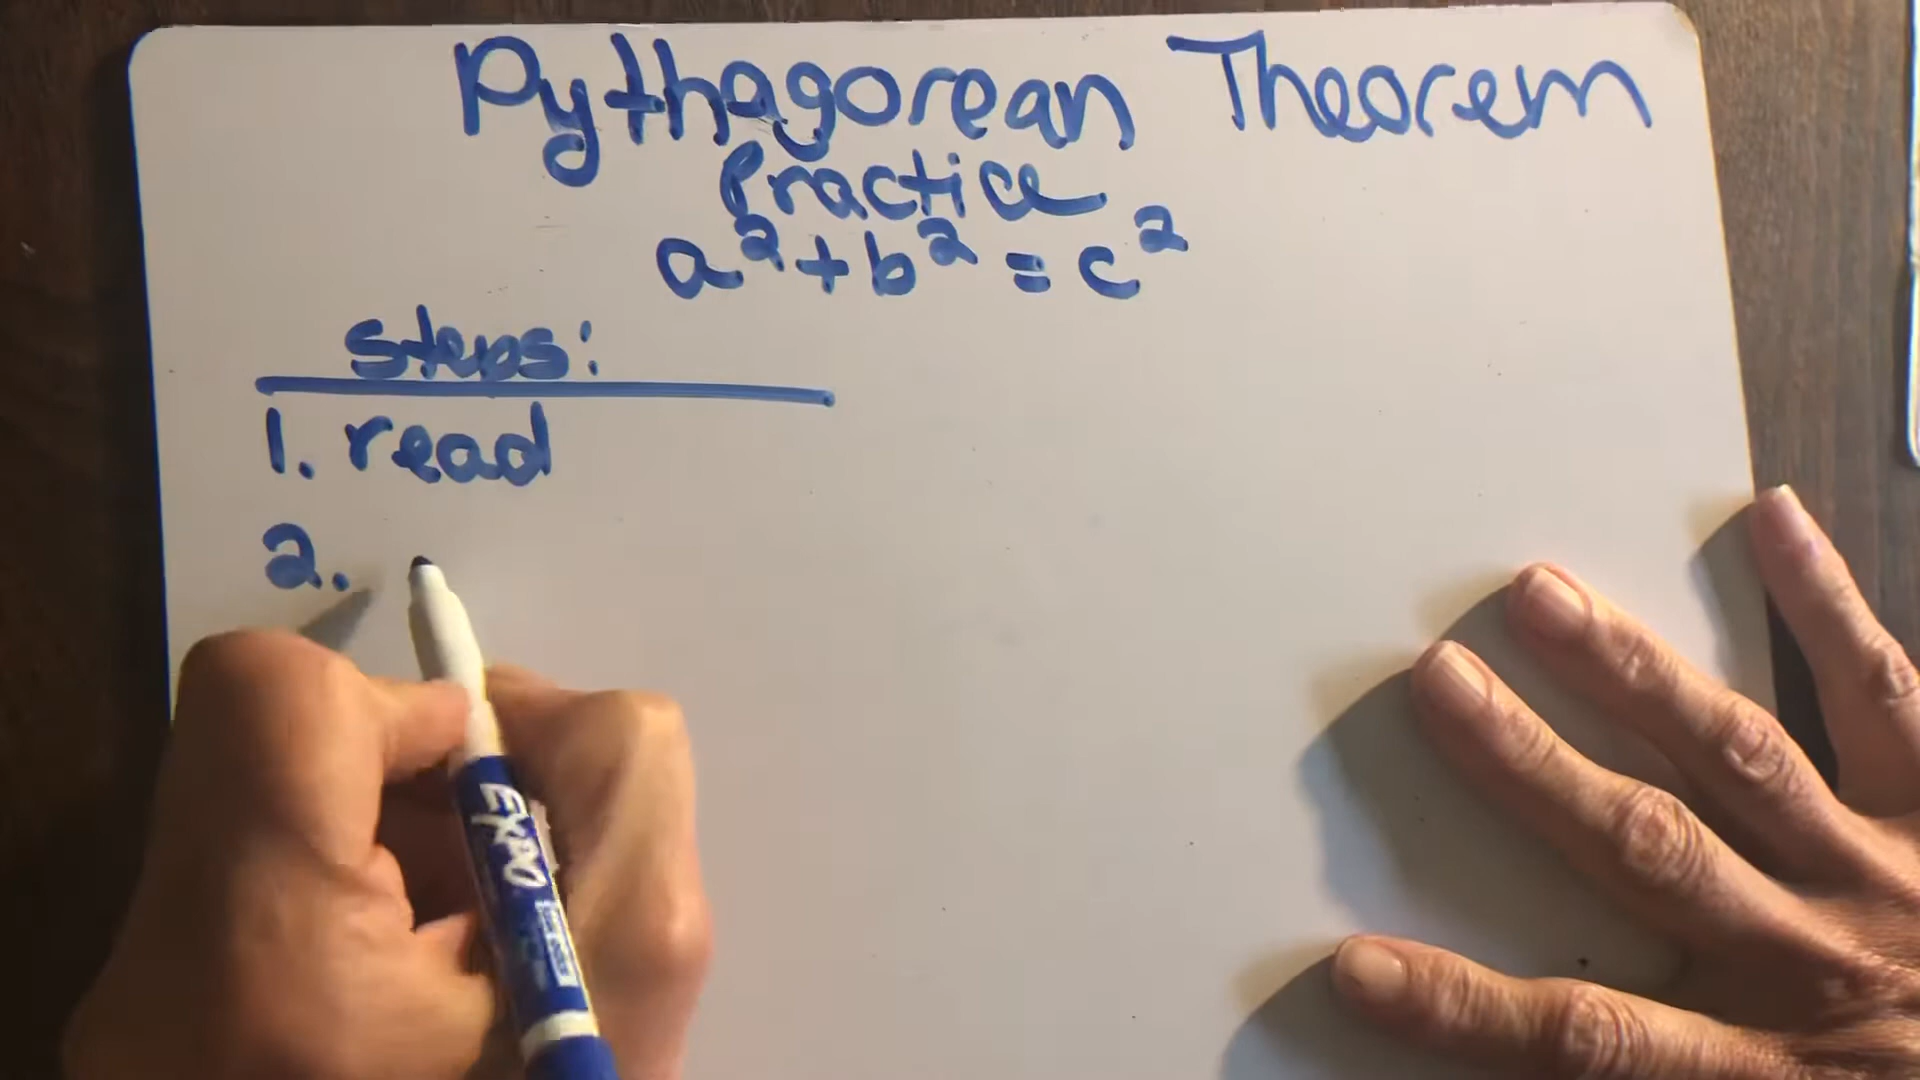 Pythagorean Theorem
Practice
a² + b² = c²
steps:
1. read
2.
EXPO